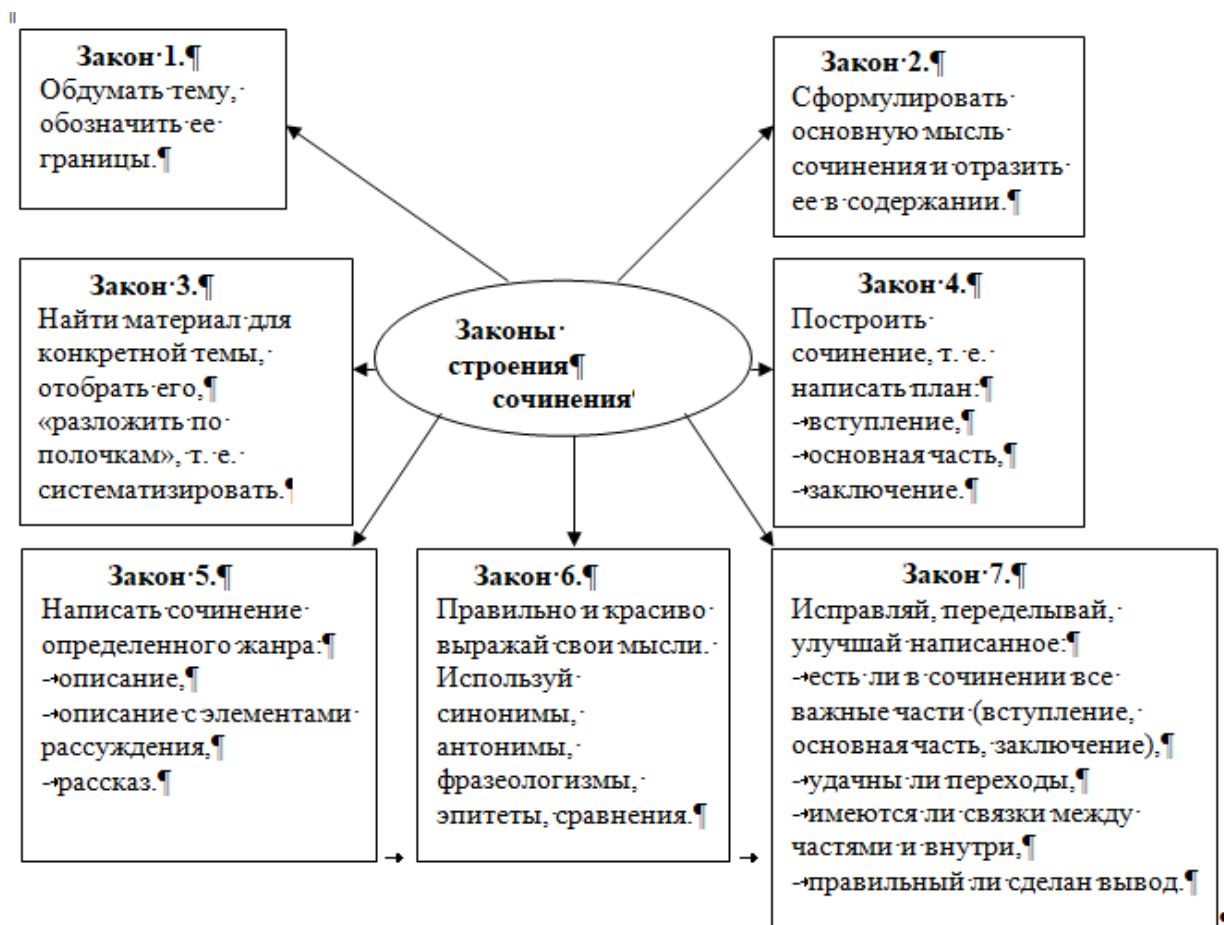 Закон 1.
Обдумать тему,
обозначить ее
границы.
Закон 2.
Сформулировать
основную мысль
сочинения и отразить
ее в содержании.
Закон 3.
Найти материал для
конкретной темы,
отобрать его,
«разложить по
полочкам», т. е.
систематизировать.
Законы
строения
сочинения
Закон 4.
Построить
сочинение, т. е.
написать план:
вступление,
основная часть,
заключение.
Закон 5.
Написать сочинение
определенного жанра:
описание,
описание с элементами
рассуждения,
рассказ.
Закон 6.
Правильно и красиво
выражай свои мысли.
Используй
синонимы,
антонимы,
фразеологизмы,
эпитеты, сравнения.
Закон 7.
Исправляй, переделывай,
улучшай написанное:
есть ли в сочинении все
важные части (вступление,
основная часть, заключение),
удачны ли переходы,
имеются ли связки между
частями и внутри,
правильный ли сделан вывод.